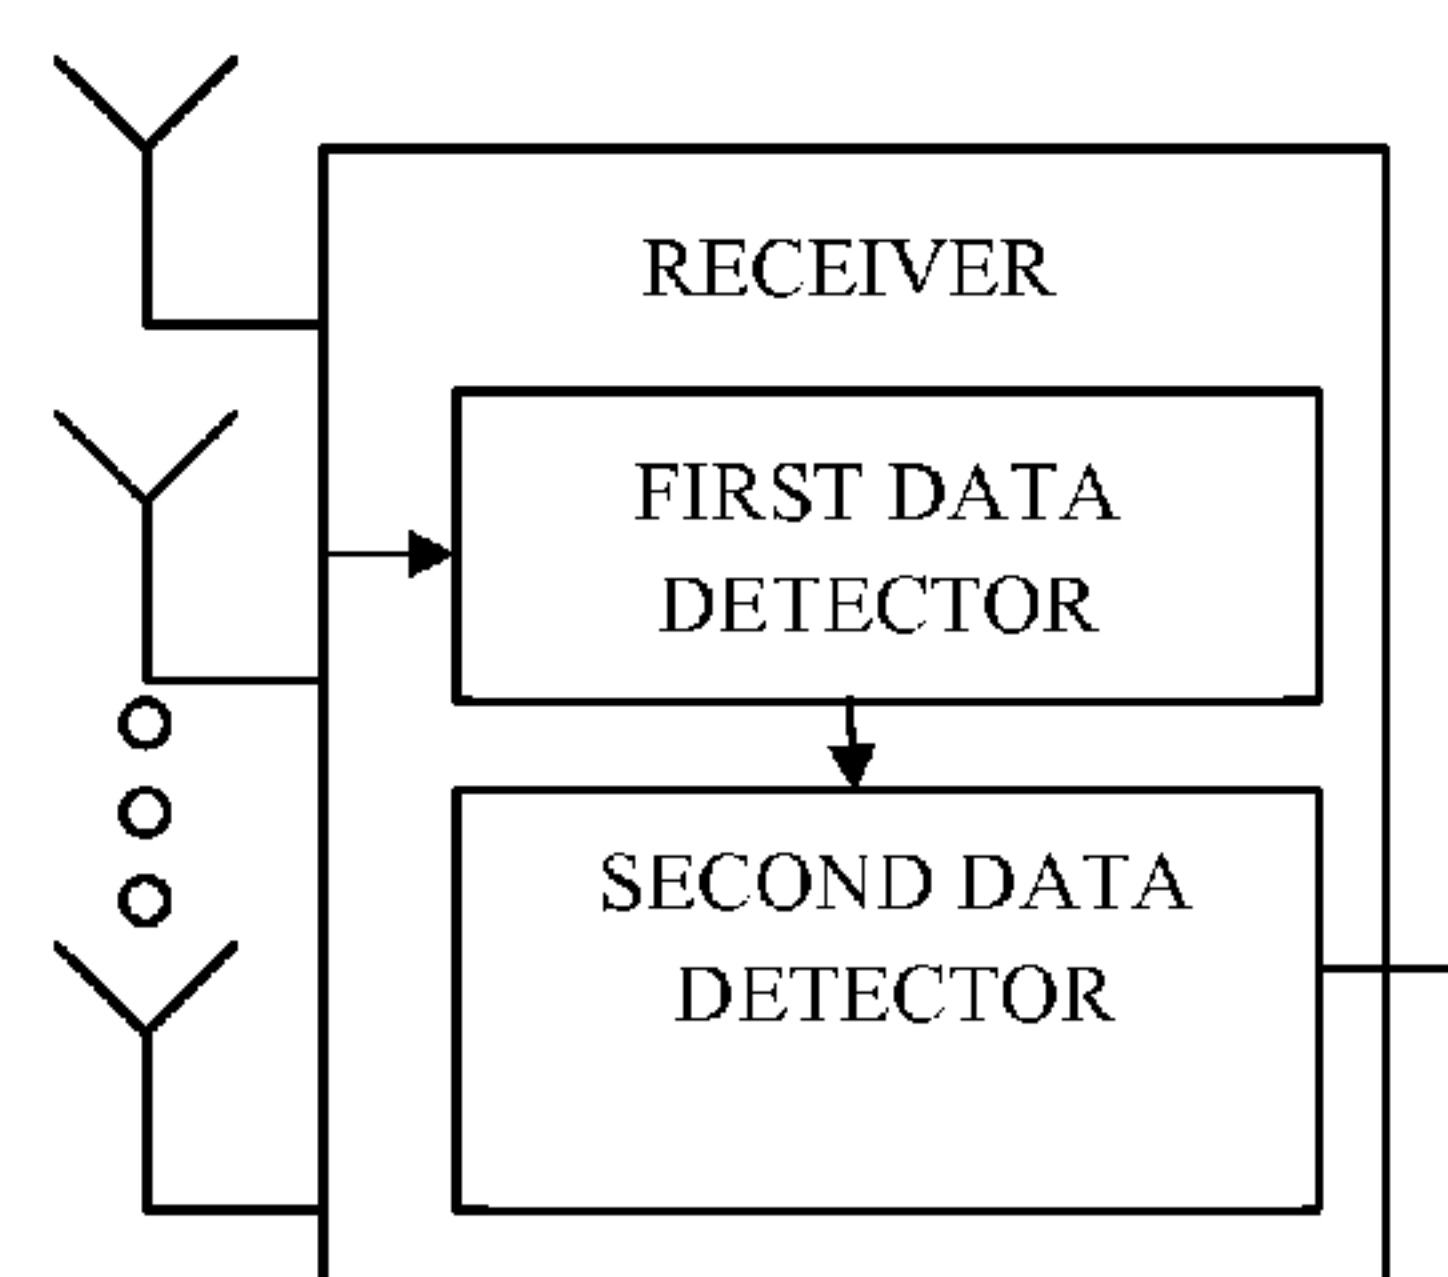 RECEIVER
FIRST DATA
DETECTOR
SECOND DATA
DETECTOR